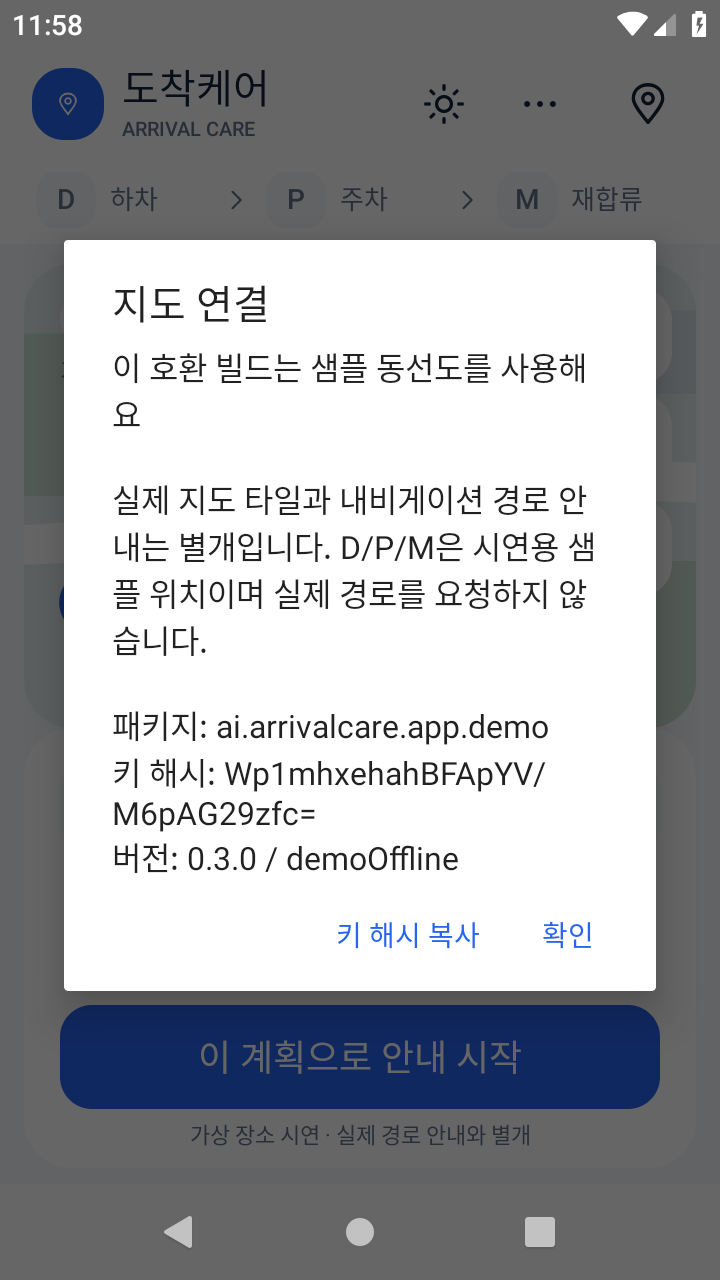 11:58
도착케어
ARRIVAL CARE
D 하차 > P 주차 > M 재합류
지도 연결
이 호환 빌드는 샘플 동선도를 사용해
요
실제 지도 타일과 내비게이션 경로 안
내는 별개입니다. D/P/M은 시연용 샘
플 위치이며 실제 경로를 요청하지 않
습니다.
패키지: ai.arrivalcare.app.demo
키 해시: Wp1mhxehahBFApYV/
M6pAG29zfc=
버전: 0.3.0 / demoOffline
키 해시 복사 확인
이 계획으로 안내 시작
가상 장소 시연 · 실제 경로 안내와 별개